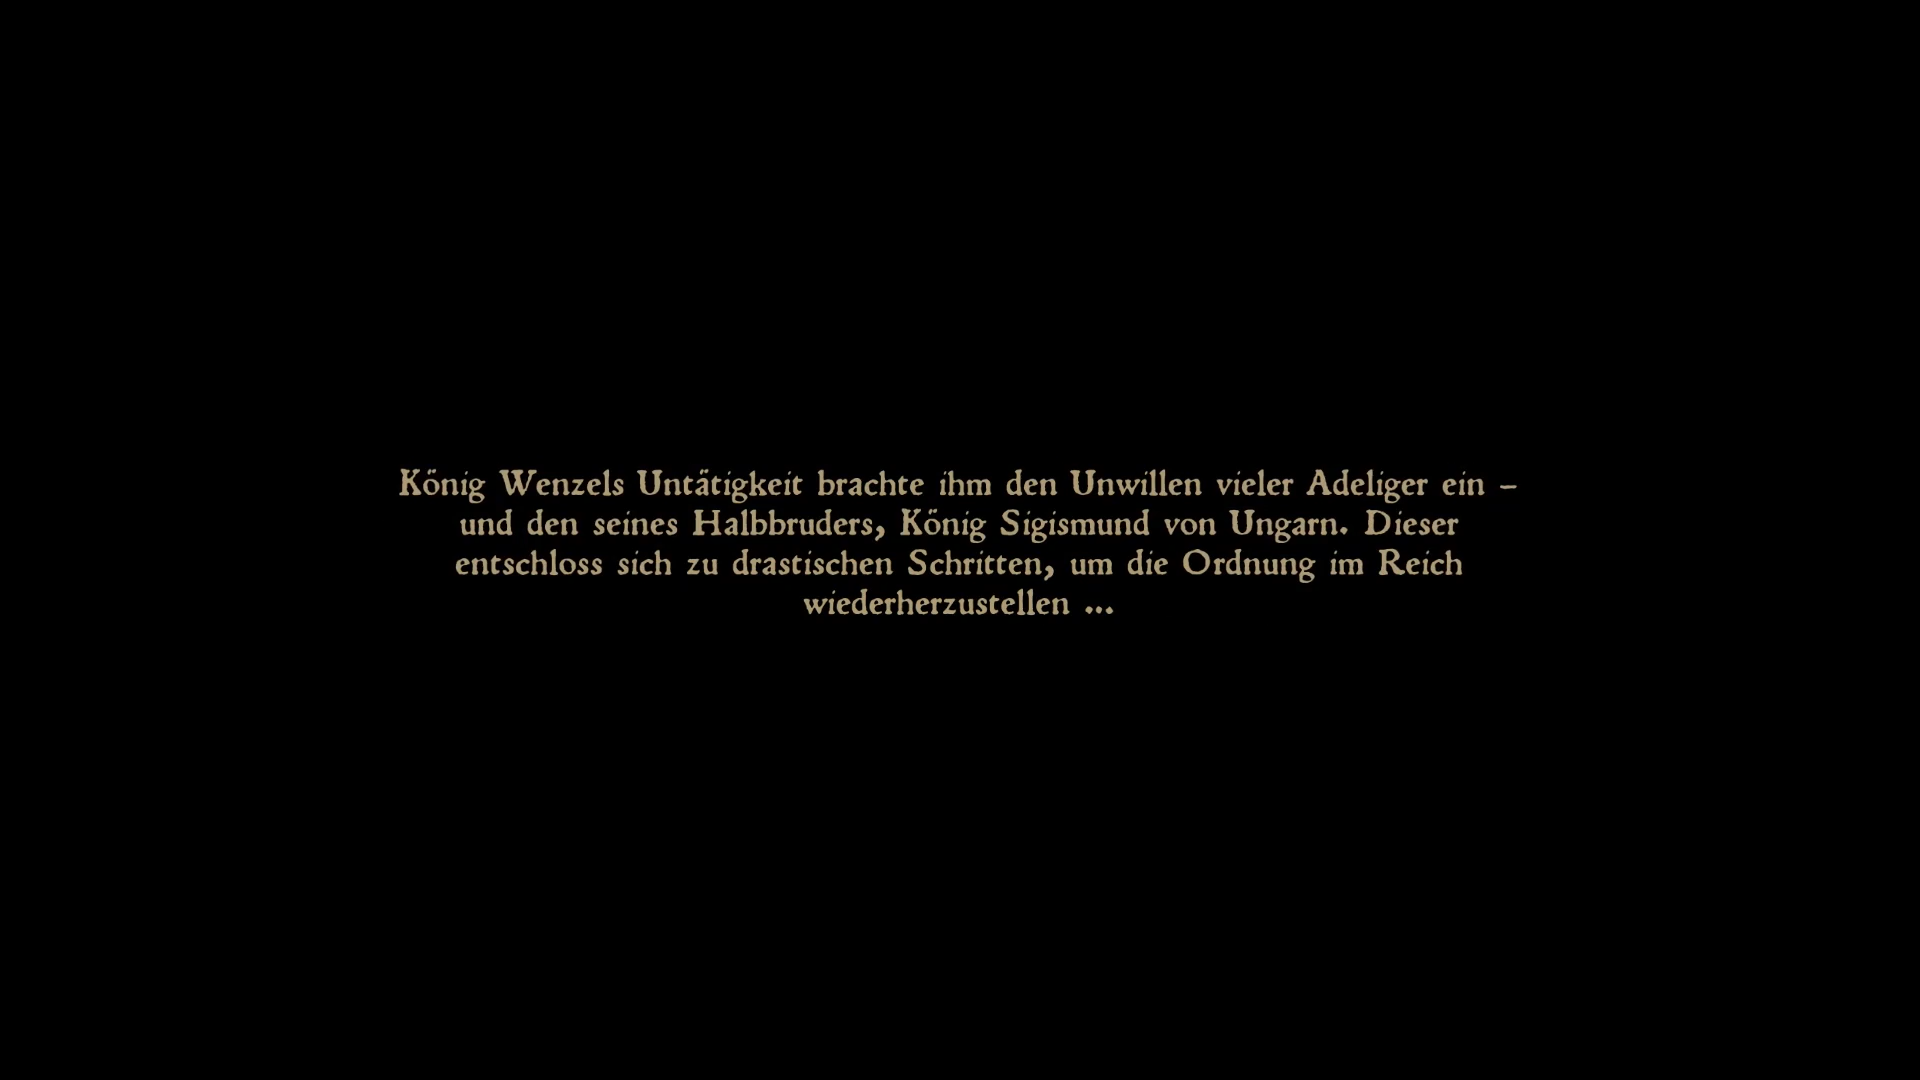 König Wenzels Untätigkeit brachte ihm den Unwillen vieler Adeliger ein –
und den seines Halbbruders, König Sigismund von Ungarn. Dieser
entschloss sich zu drastischen Schritten, um die Ordnung im Reich
wiederherzustellen ...